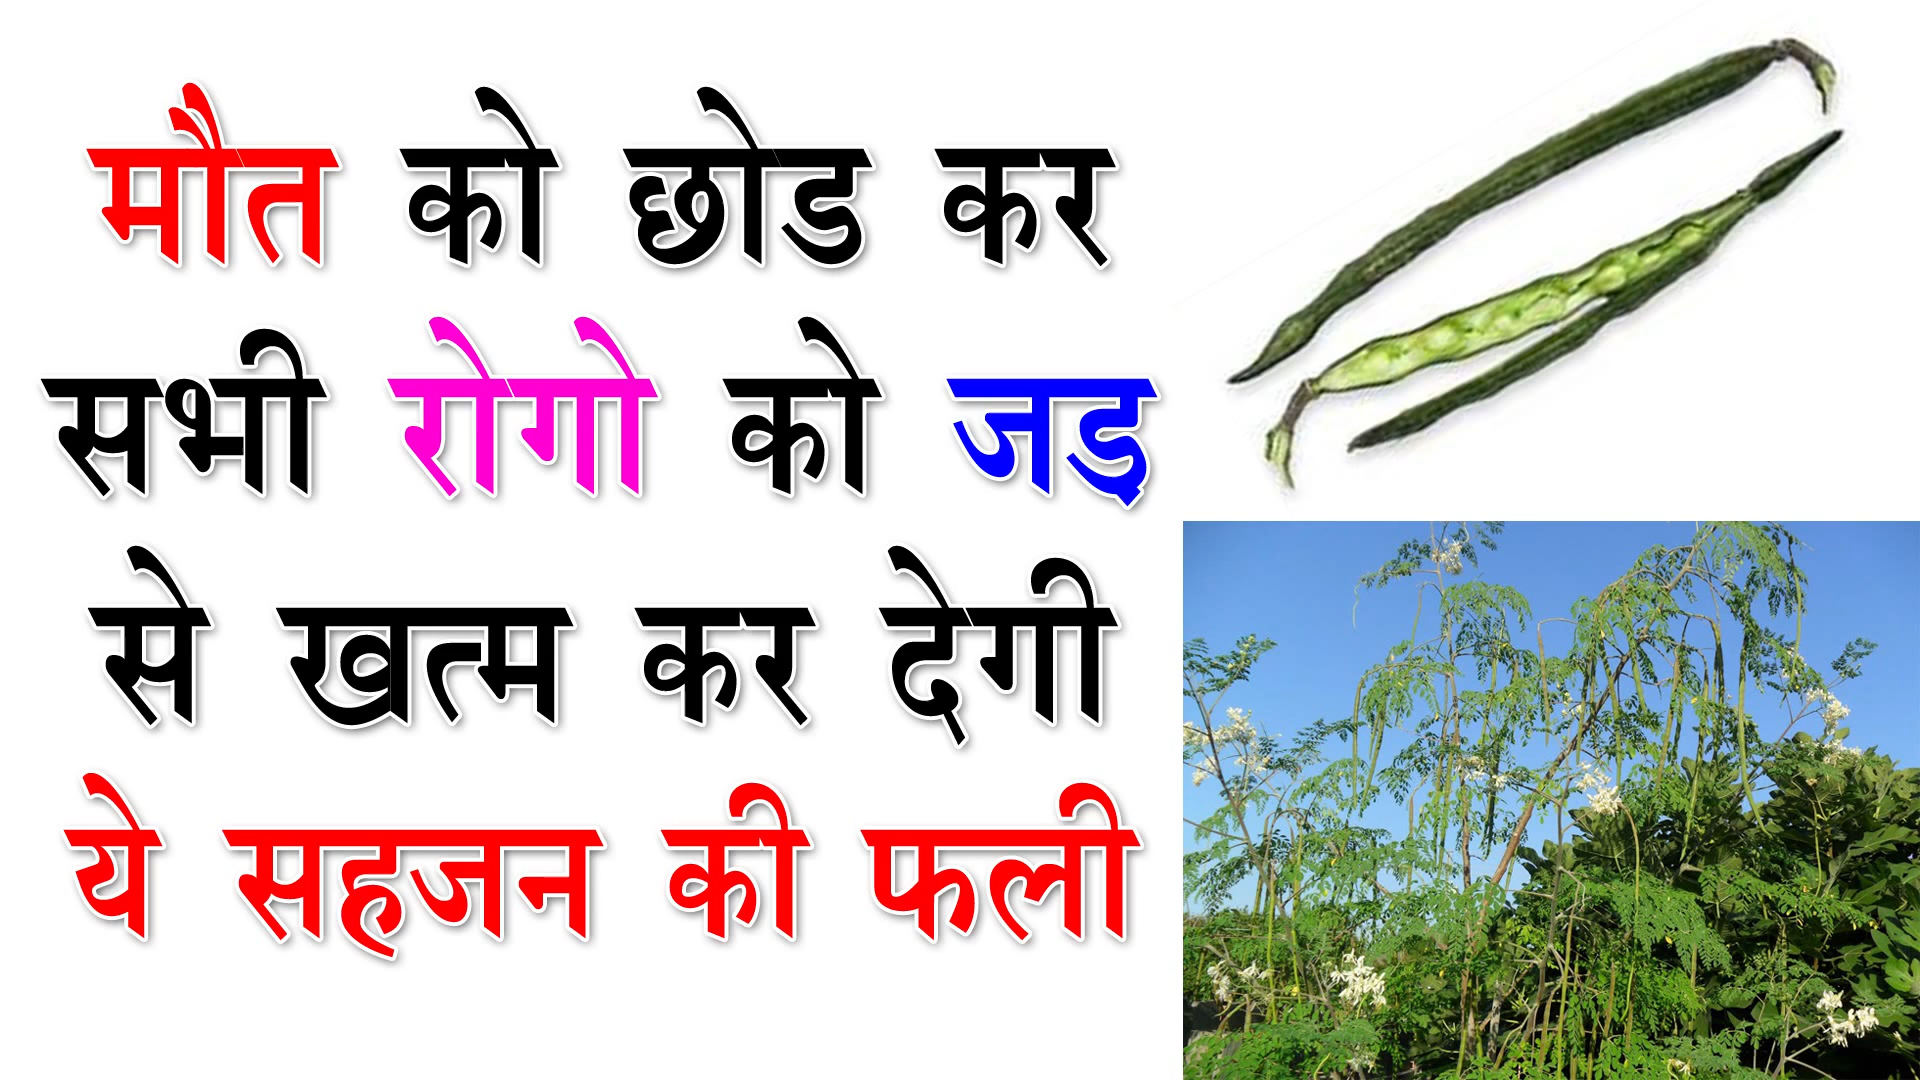 मौत को छोड कर
सभी रोगो को जड़
से खत्म कर देगी
ये सहजन की फली